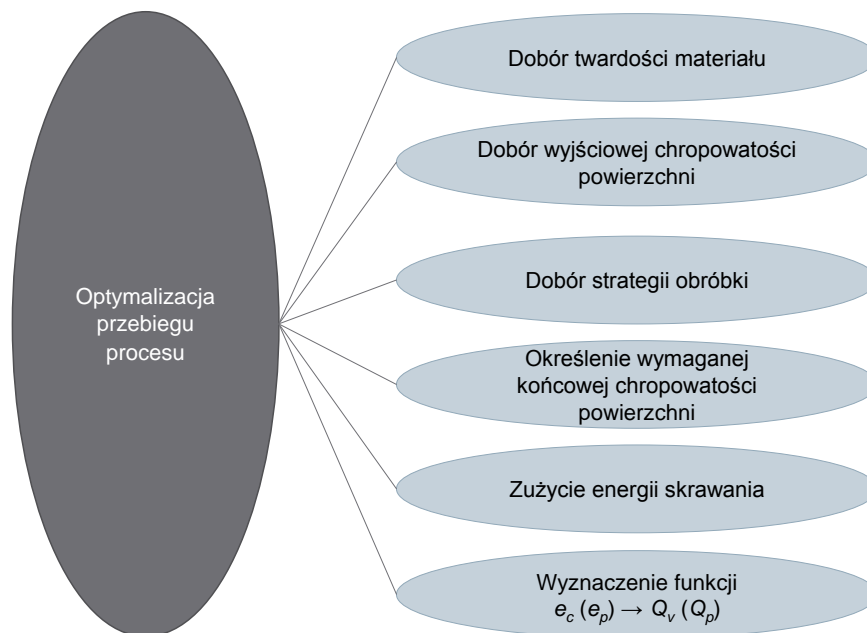 Optymalizacja
przebiegu
procesu
Dobór twardości materiału
Dobór wyjściowej chropowatości
powierzchni
Dobór strategii obróbki
Określenie wymaganej
końcowej chropowatości
powierzchni
Zużycie energii skrawania
Wyznaczenie funkcji
e_c (e_p) → Q_v (Q_p)